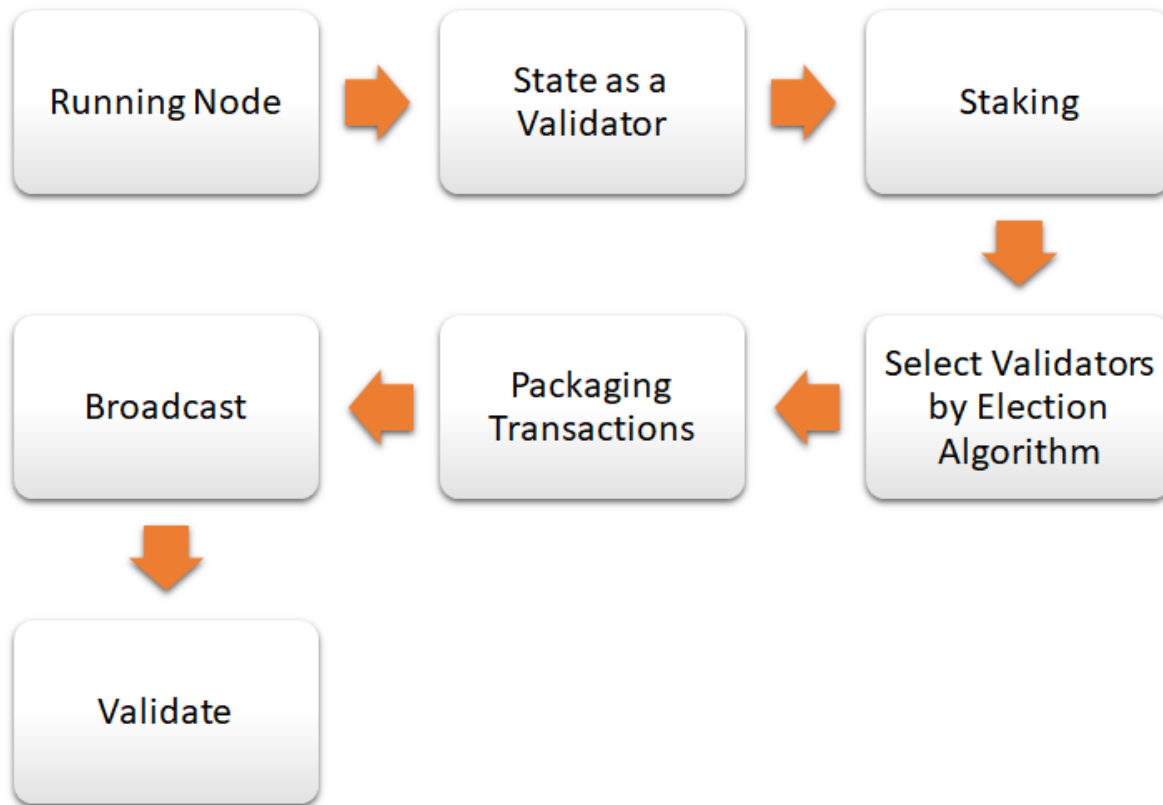 Running Node
State as a
Validator
Staking
Select Validators
by Election
Algorithm
Packaging
Transactions
Broadcast
Validate